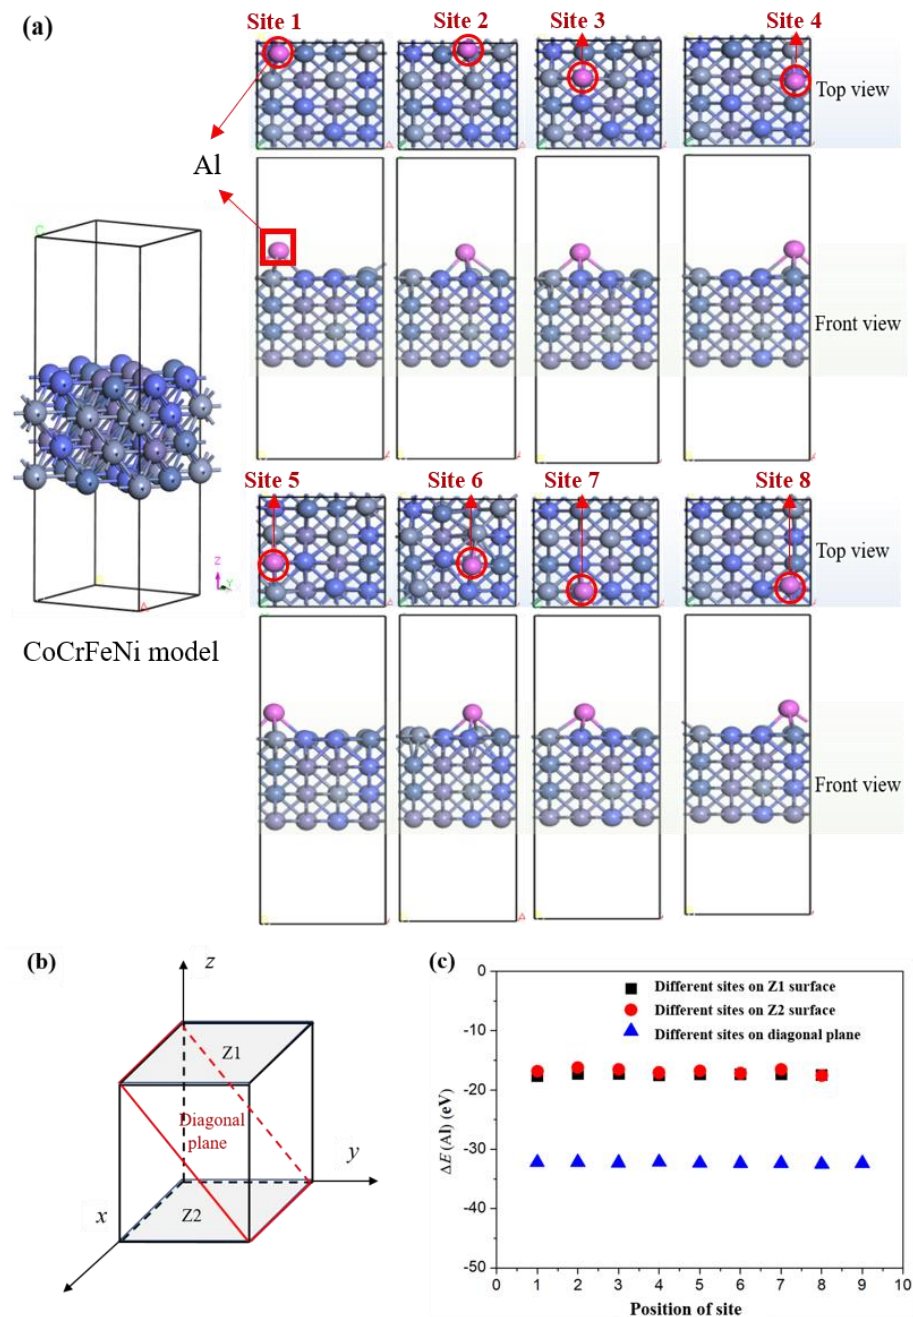 (a)
Site 1 Site 2 Site 3 Site 4
Top view
Al
C
Front view
Site 5 Site 6 Site 7 Site 8
Top view
Z
Y
A
CoCrFeNi model
Front view
(b)
z
Z1
Diagonal
plane
y
x
Z2
(c)
0
-10
-20
-30
-40
-50
ΔE (Al) (eV)
Different sites on Z1 surface
Different sites on Z2 surface
Different sites on diagonal plane
0 1 2 3 4 5 6 7 8 9 10
Position of site